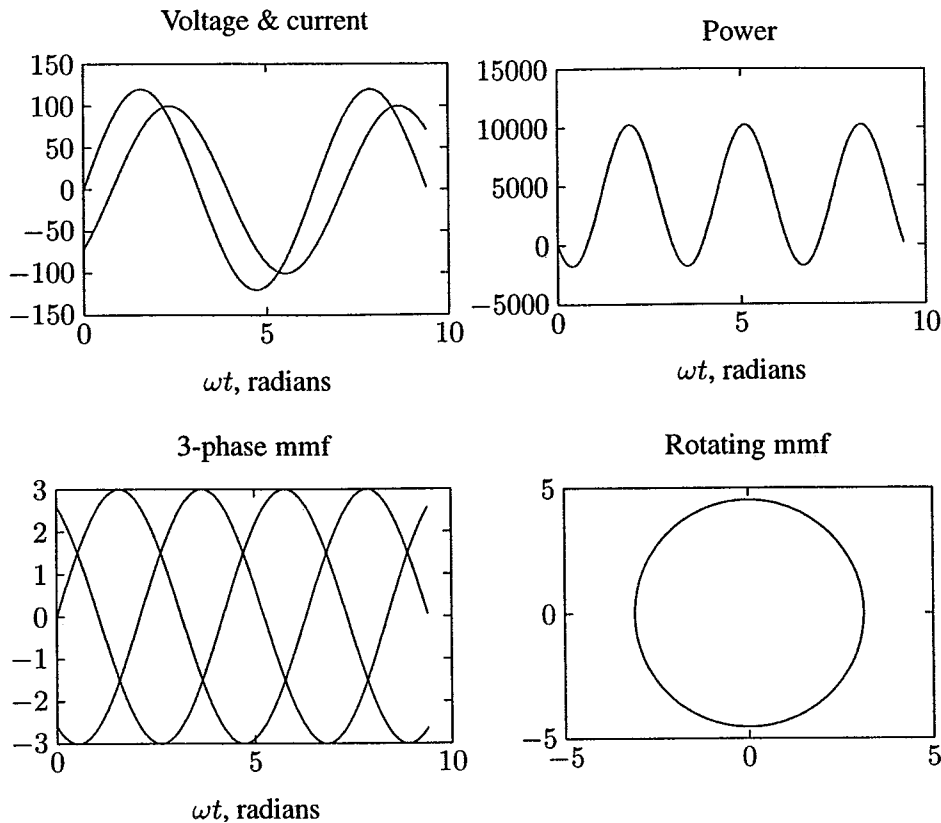 Voltage & current
150
100
50
0
−50
−100
−150
0 5 10
ωt, radians
Power
15000
10000
5000
0
−5000
0 5 10
ωt, radians
3-phase mmf
3
2
1
0
−1
−2
−3
0 5 10
ωt, radians
Rotating mmf
5
0
−5
−5 0 5